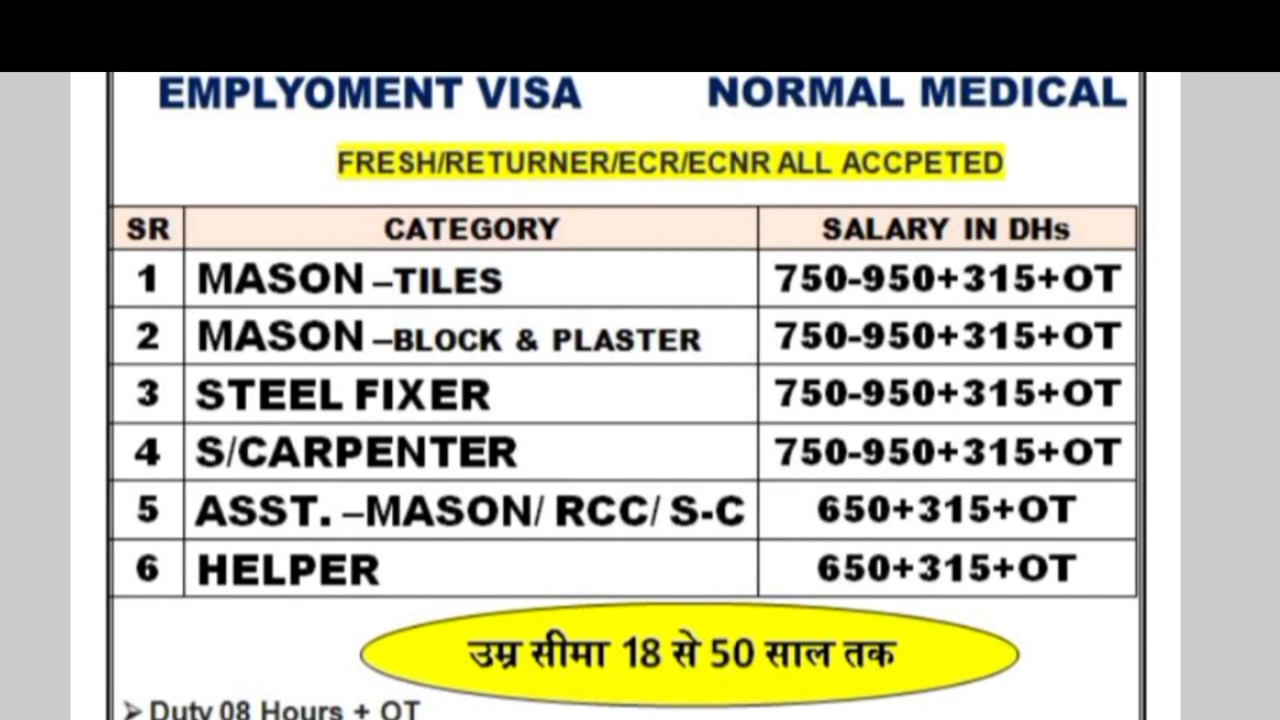 EMPLYOMENT VISA NORMAL MEDICAL
FRESH/RETURNER/ECR/ECNR ALL ACCPETED
SR CATEGORY SALARY IN DHs
1 MASON –TILES 750-950+315+OT
2 MASON –BLOCK & PLASTER 750-950+315+OT
3 STEEL FIXER 750-950+315+OT
4 S/CARPENTER 750-950+315+OT
5 ASST. –MASON/ RCC/ S-C 650+315+OT
6 HELPER 650+315+OT
उम्र सीमा 18 से 50 साल तक
➢ Duty 08 Hours + OT